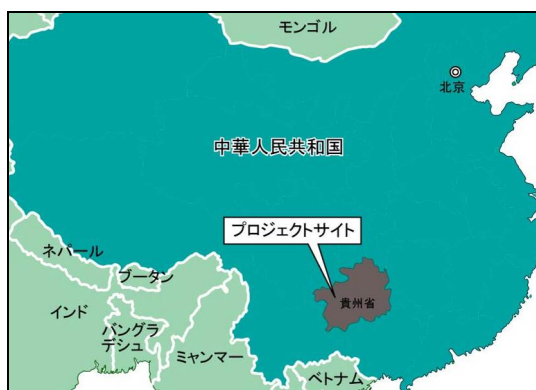 モンゴル
北京
中華人民共和国
プロジェクトサイト
ネパール
ブータン
貴州省
インド
バングラ
デシュ
ミャンマー
ベトナム